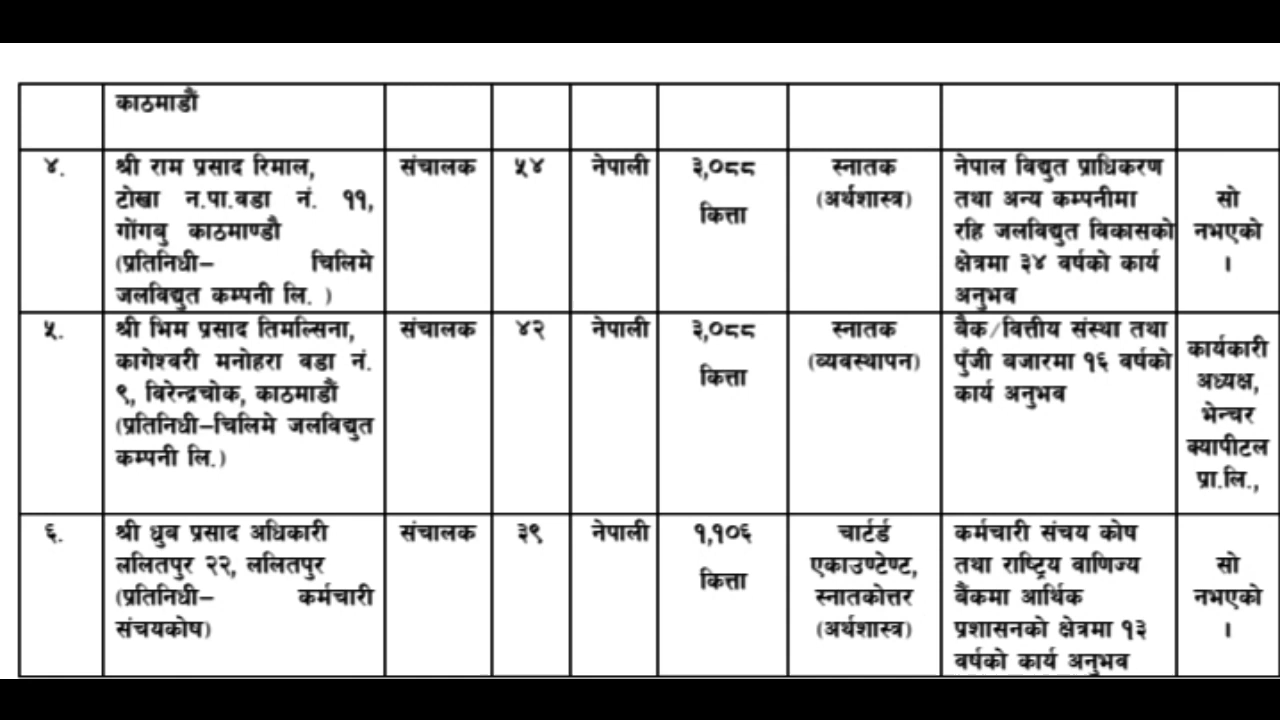 काठमाडौं
४.
श्री राम प्रसाद रिमाल,
टोखा न.पा.वडा नं. ११,
गोंगबु काठमाण्डौ
(प्रतिनिधी– चिलिमे
जलविद्युत कम्पनी लि. )
संचालक
५४
नेपाली
३,०८८
कित्ता
स्नातक
(अर्थशास्त्र)
नेपाल विद्युत प्राधिकरण
तथा अन्य कम्पनीमा
रहि जलविद्युत विकासको
क्षेत्रमा ३४ वर्षको कार्य
अनुभव
सो
नभएको
।
५.
श्री भिम प्रसाद तिमल्सिना,
कागेश्वरी मनोहरा वडा नं.
९, बिरेन्द्रचोक, काठमाडौं
(प्रतिनिधी–चिलिमे जलविद्युत
कम्पनी लि.)
संचालक
४२
नेपाली
३,०८८
कित्ता
स्नातक
(व्यवस्थापन)
बैक/वित्तीय संस्था तथा
पुँजी बजारमा १६ वर्षको
कार्य अनुभव
कार्यकारी
अध्यक्ष,
भेन्चर
क्यापीटल
प्रा.लि.,
६.
श्री ध्रुब प्रसाद अधिकारी
ललितपुर २२, ललितपुर
(प्रतिनिधी– कर्मचारी
संचयकोष)
संचालक
३९
नेपाली
१,१०६
कित्ता
चार्टर्ड
एकाउण्टेण्ट,
स्नातकोत्तर
(अर्थशास्त्र)
कर्मचारी संचय कोष
तथा राष्ट्रिय वाणिज्य
बैंकमा आर्थिक
प्रशासनको क्षेत्रमा १३
वर्षको कार्य अनुभव
सो
नभएको
।